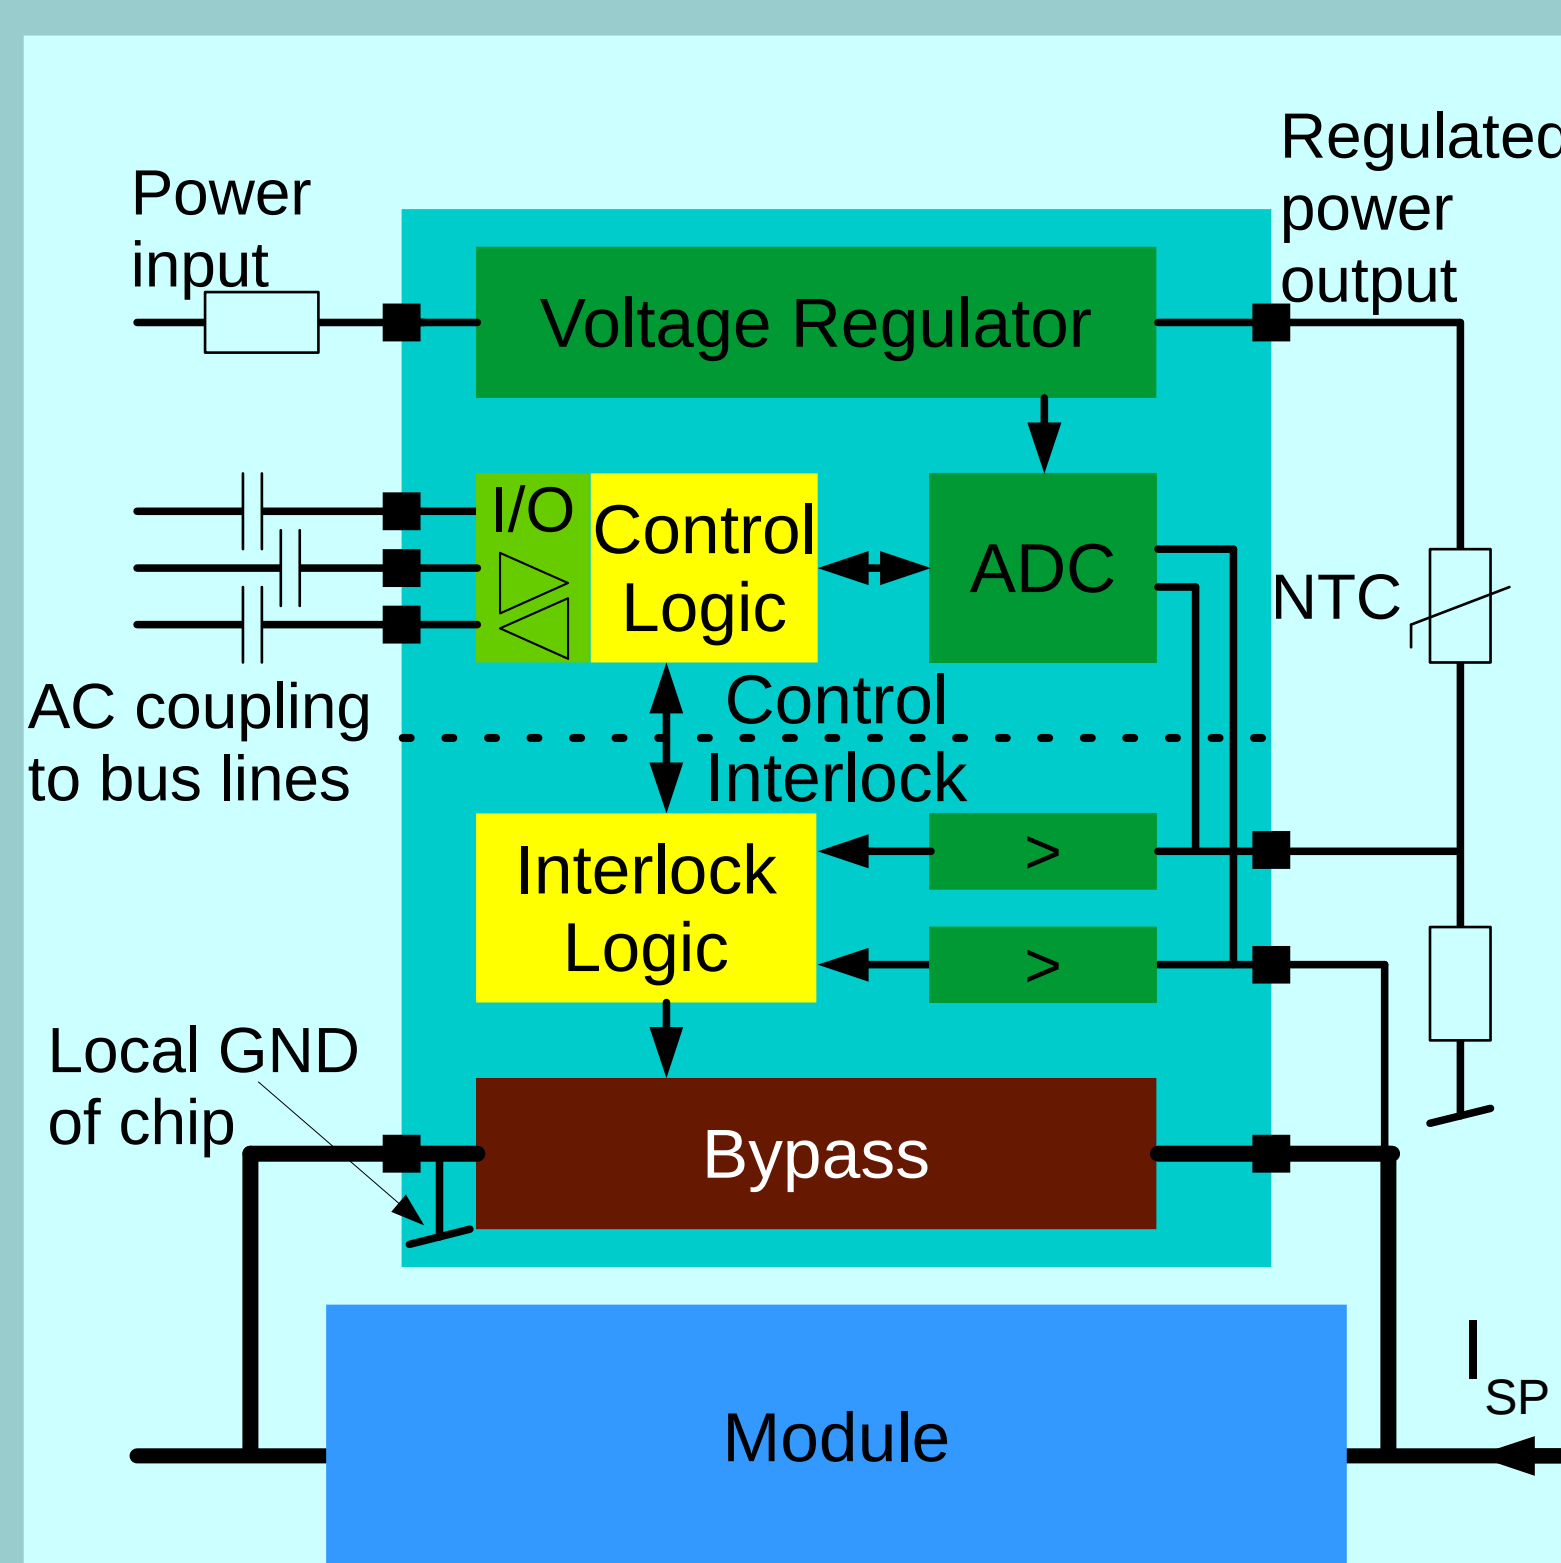 Power
input
Regulated
power
output
Voltage Regulator
I/O
Control
Logic
ADC
NTC
AC coupling
to bus lines
Control
Interlock
Interlock
Logic
>
>
Local GND
of chip
Bypass
Module
I SP